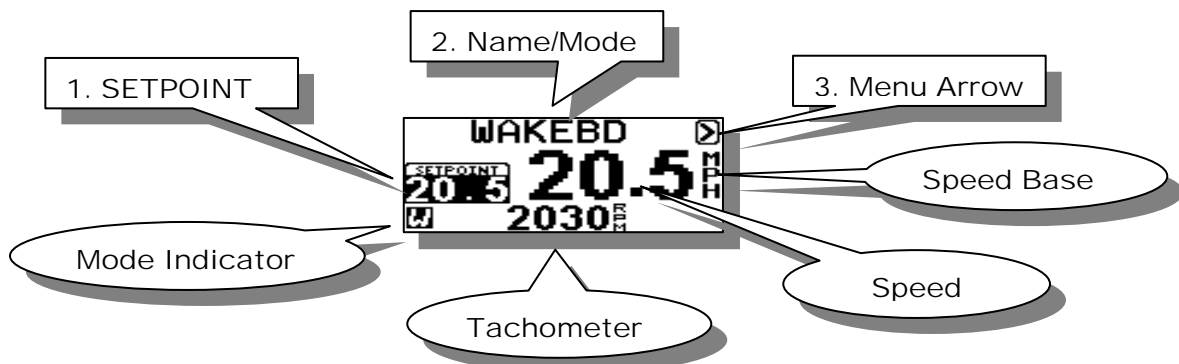 2. Name/Mode
1. SETPOINT
3. Menu Arrow
WAKEBD >
SETPOINT
20.5
20.5 MPH
W
2030 RPM
Speed Base
Mode Indicator
Speed
Tachometer